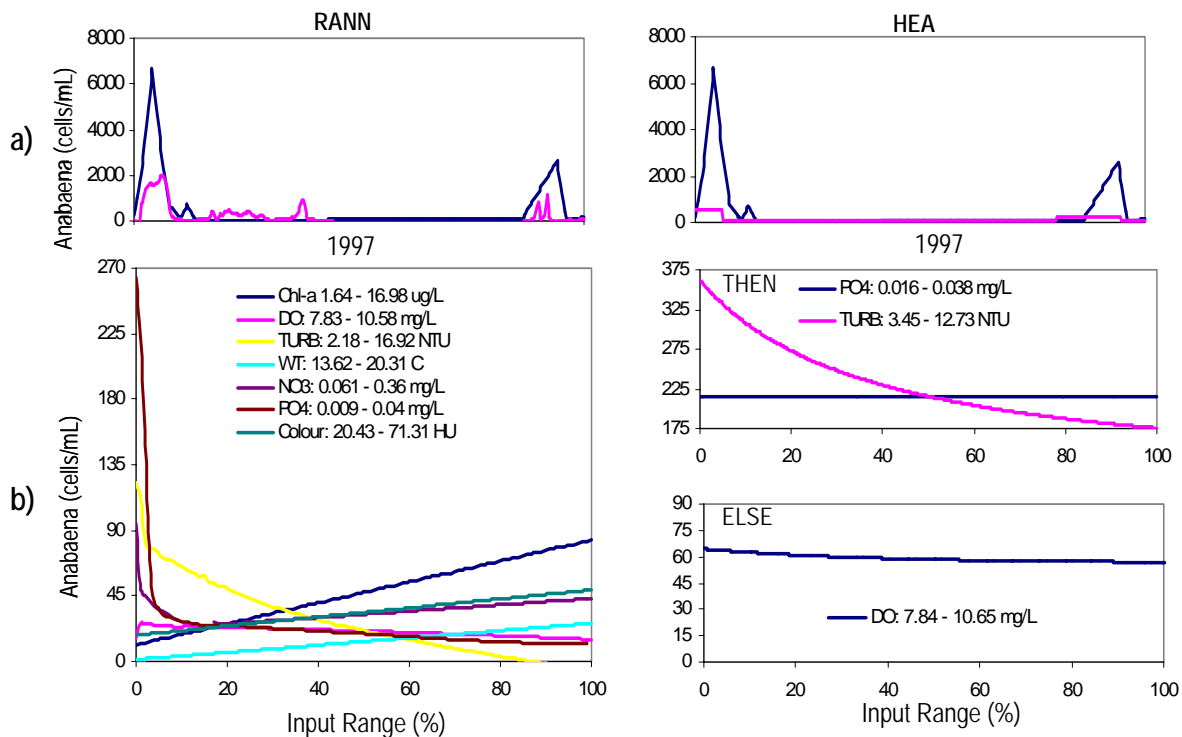 RANN
8000
6000
4000
2000
0
Anabaena (cells/mL)
a)
1997
HEA
8000
6000
4000
2000
0
1997
b)
Anabaena (cells/mL)
270
225
180
135
90
45
0
Chl-a 1.64 - 16.98 ug/L
DO: 7.83 - 10.58 mg/L
TURB: 2.18 - 16.92 NTU
WT: 13.62 - 20.31 C
NO3: 0.061 - 0.36 mg/L
PO4: 0.009 - 0.04 mg/L
Colour: 20.43 - 71.31 HU
0 20 40 60 80 100
Input Range (%)
375
325
275
225
175
THEN
PO4: 0.016 - 0.038 mg/L
TURB: 3.45 - 12.73 NTU
0 20 40 60 80 100
90
75
60
45
30
15
0
ELSE
DO: 7.84 - 10.65 mg/L
0 20 40 60 80 100
Input Range (%)